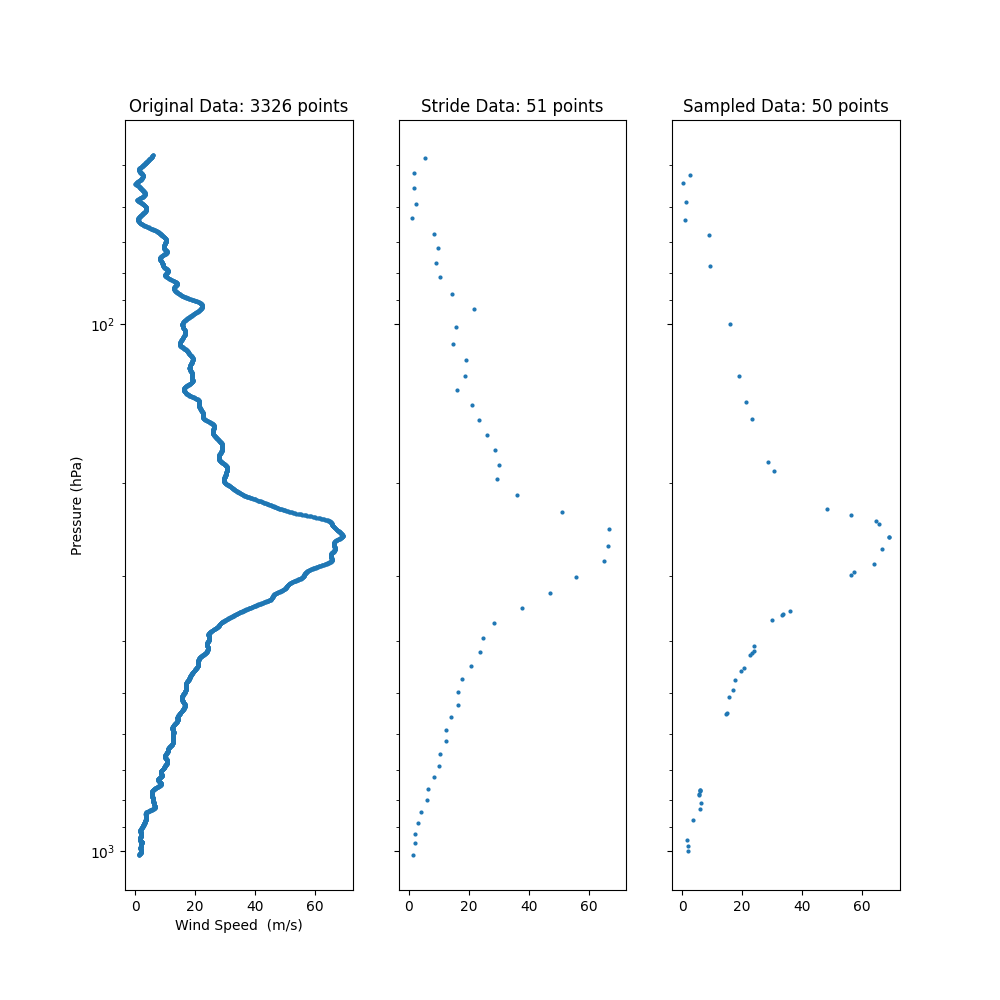 Original Data: 3326 points
Stride Data: 51 points
Sampled Data: 50 points
10²
10³
Pressure (hPa)
0 20 40 60
0 20 40 60
0 20 40 60
Wind Speed  (m/s)